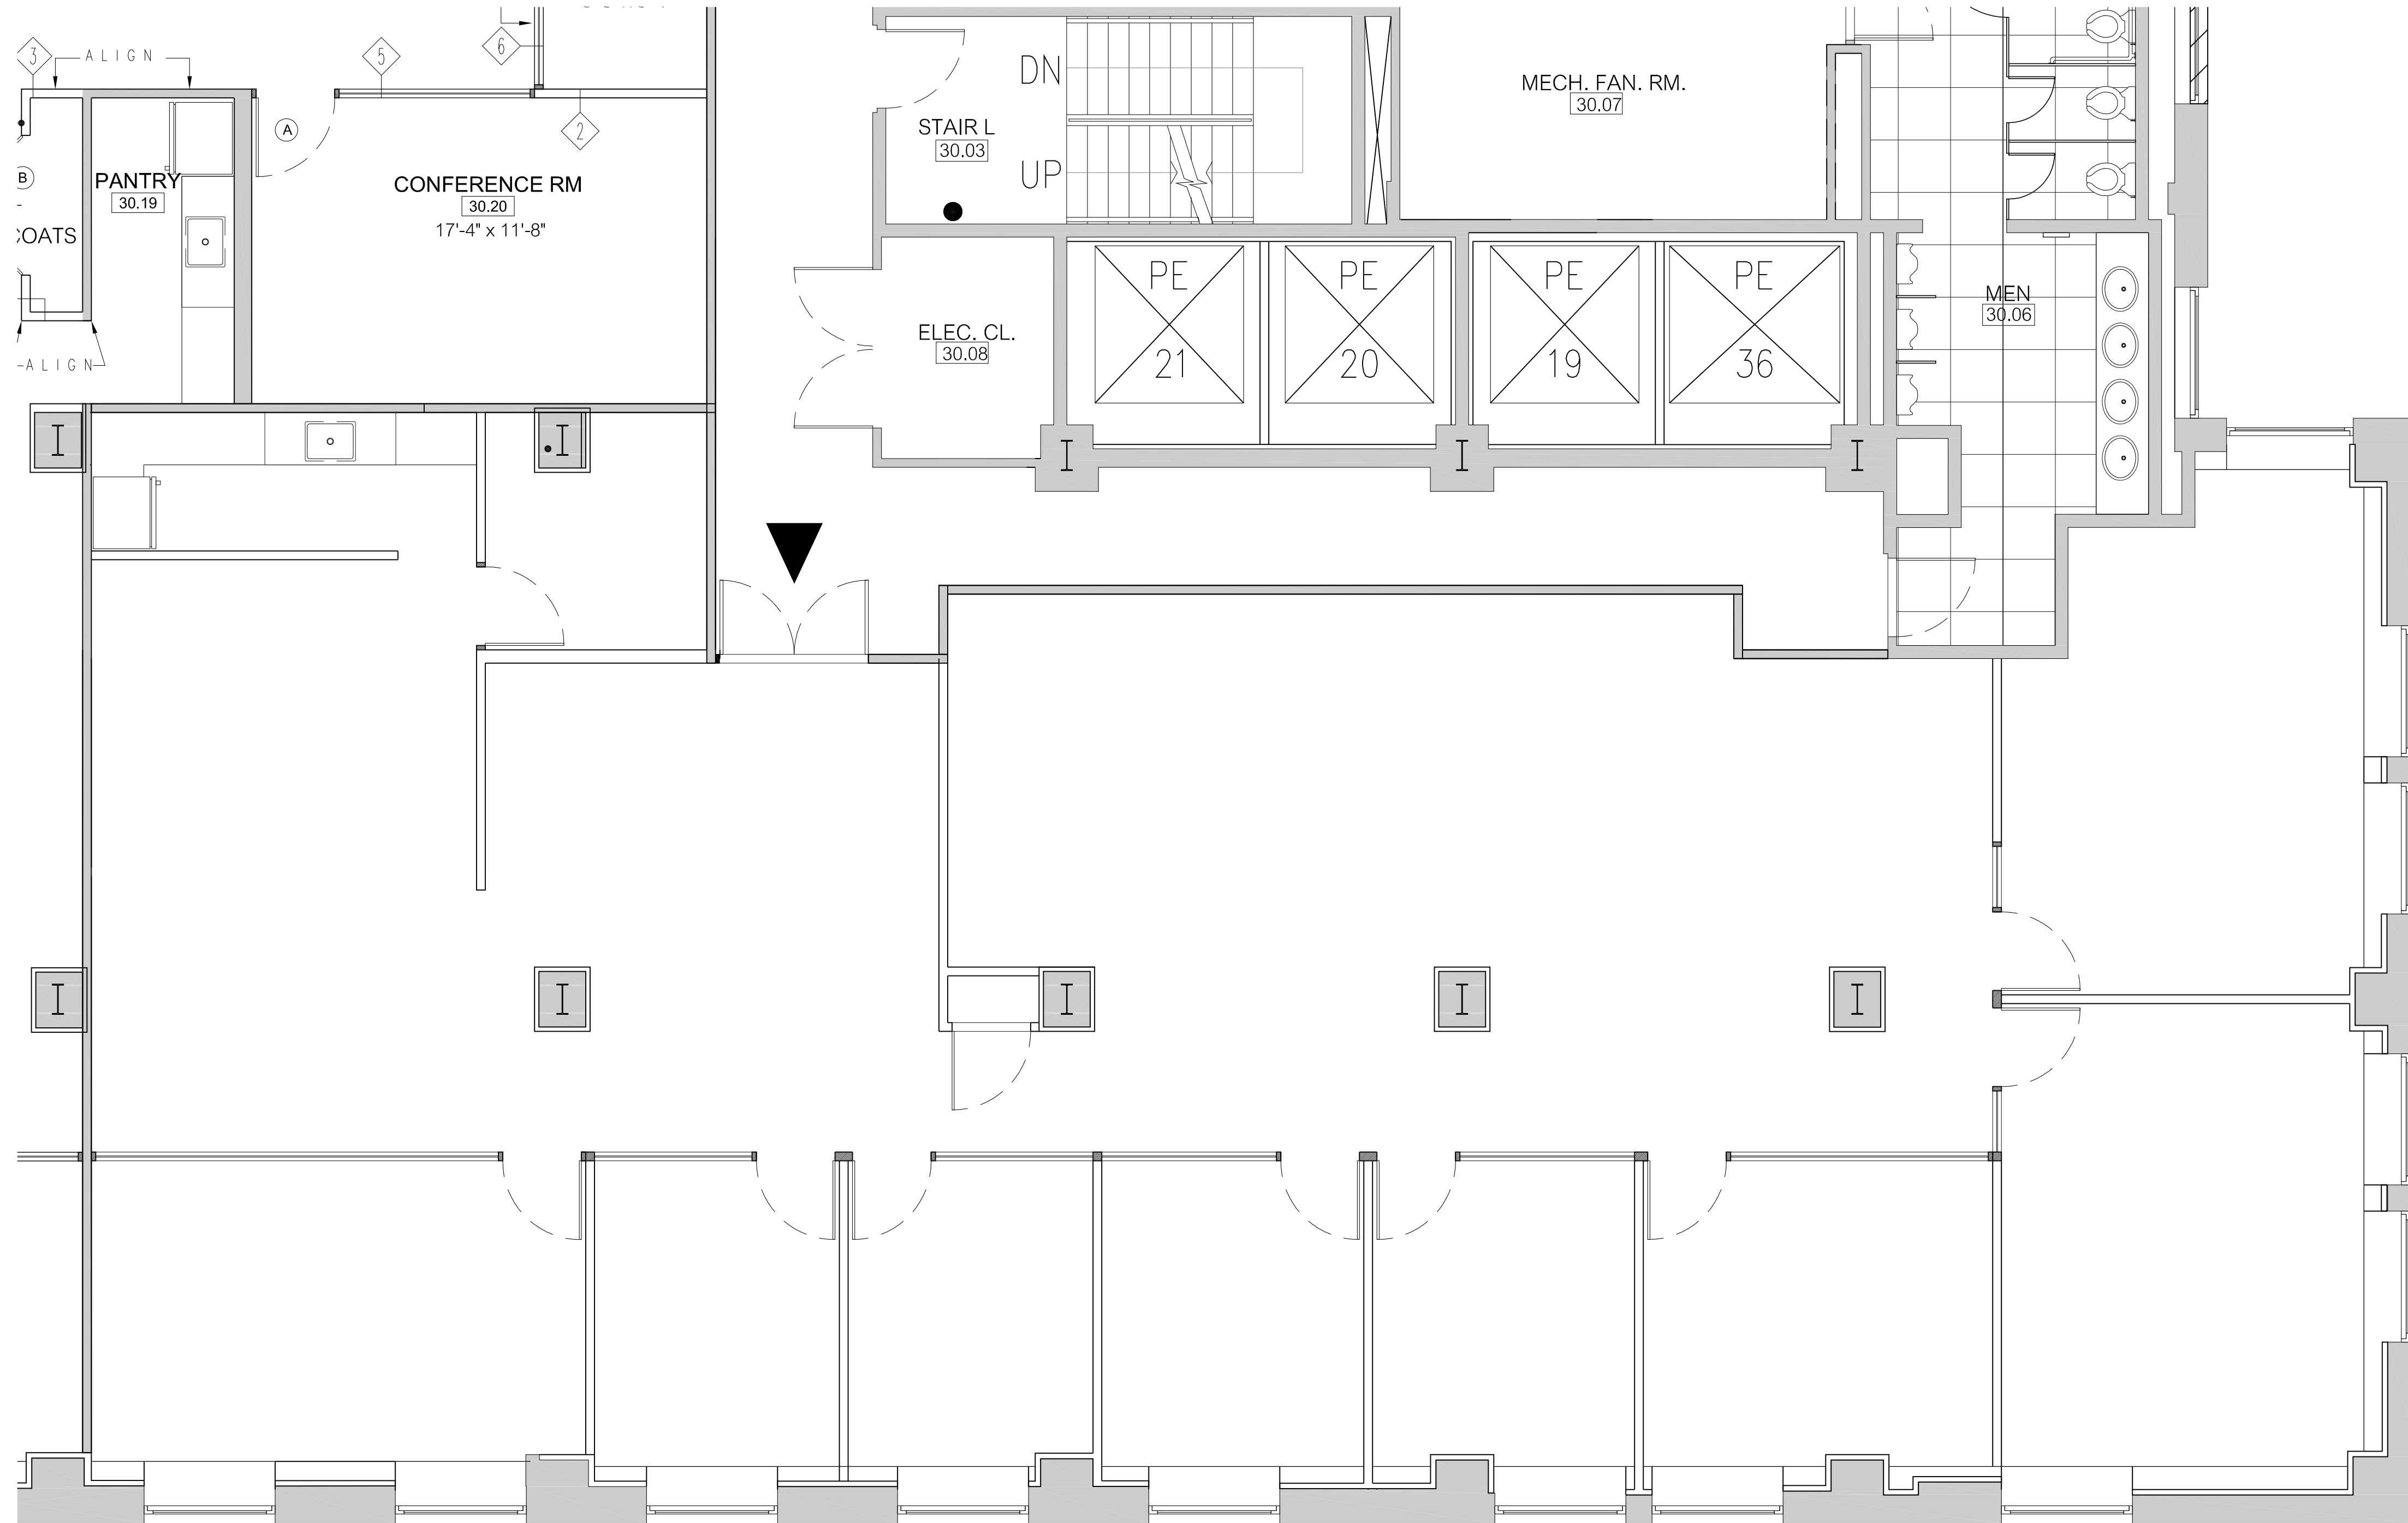 3
ALIGN
5
6
A
2
B
PANTRY
30.19
CONFERENCE RM
30.20
17'-4" x 11'-8"
COATS
ALIGN
DN
STAIR L
30.03
UP
MECH. FAN. RM.
30.07
ELEC. CL.
30.08
PE
21
PE
20
PE
19
PE
36
MEN
30.06